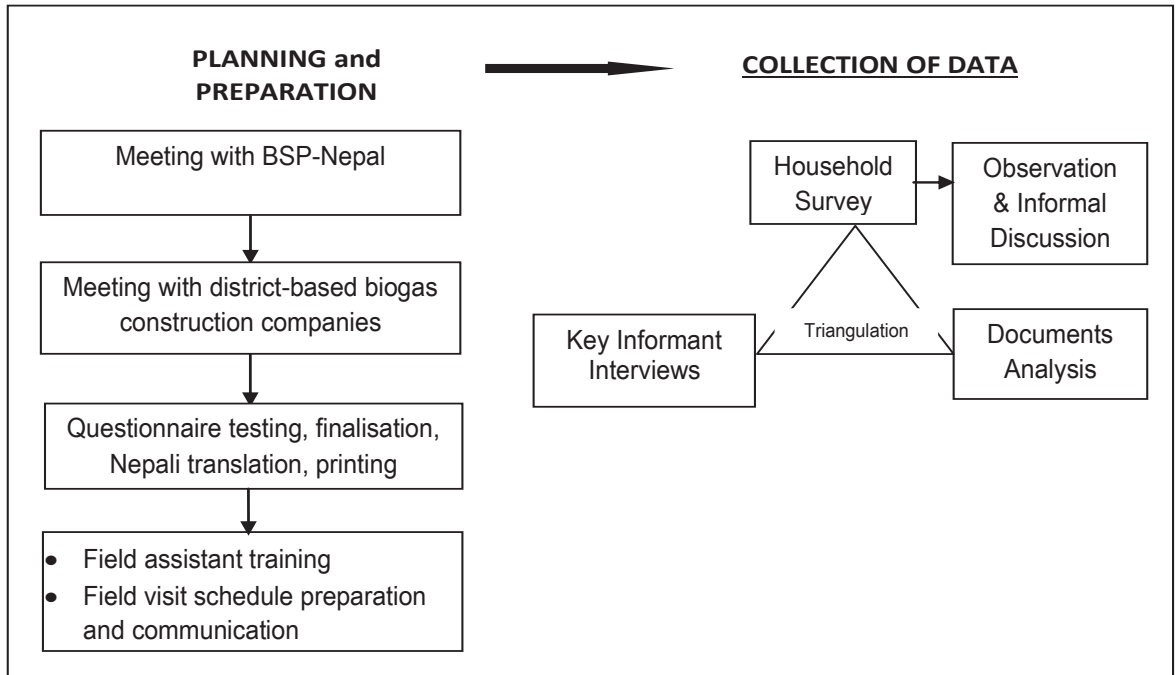 PLANNING and
PREPARATION
Meeting with BSP-Nepal
Meeting with district-based biogas
construction companies
Questionnaire testing, finalisation,
Nepali translation, printing
• Field assistant training
• Field visit schedule preparation
and communication
COLLECTION OF DATA
Household
Survey
Observation
& Informal
Discussion
Key Informant
Interviews
Triangulation
Documents
Analysis